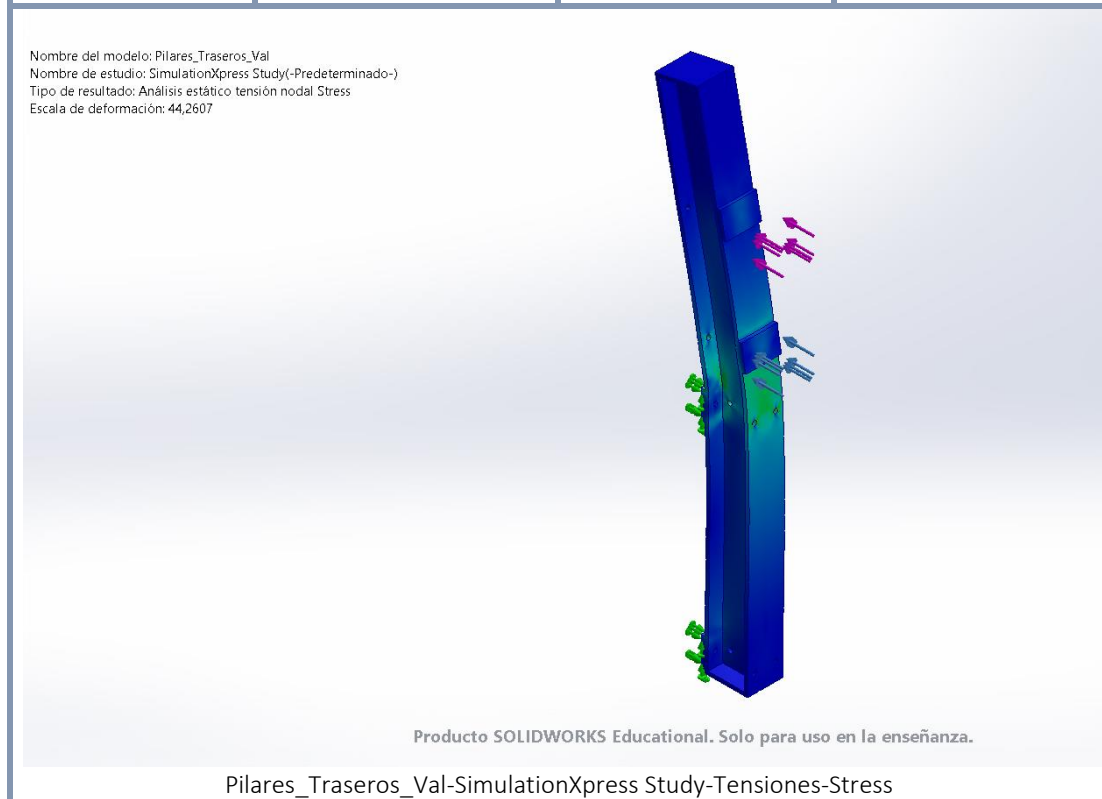 Nombre del modelo: Pilares_Traseros_Val
Nombre de estudio: SimulationXpress Study(-Predeterminado-)
Tipo de resultado: Análisis estático tensión nodal Stress
Escala de deformación: 44,2607
Producto SOLIDWORKS Educational. Solo para uso en la enseñanza.
Pilares_Traseros_Val-SimulationXpress Study-Tensiones-Stress